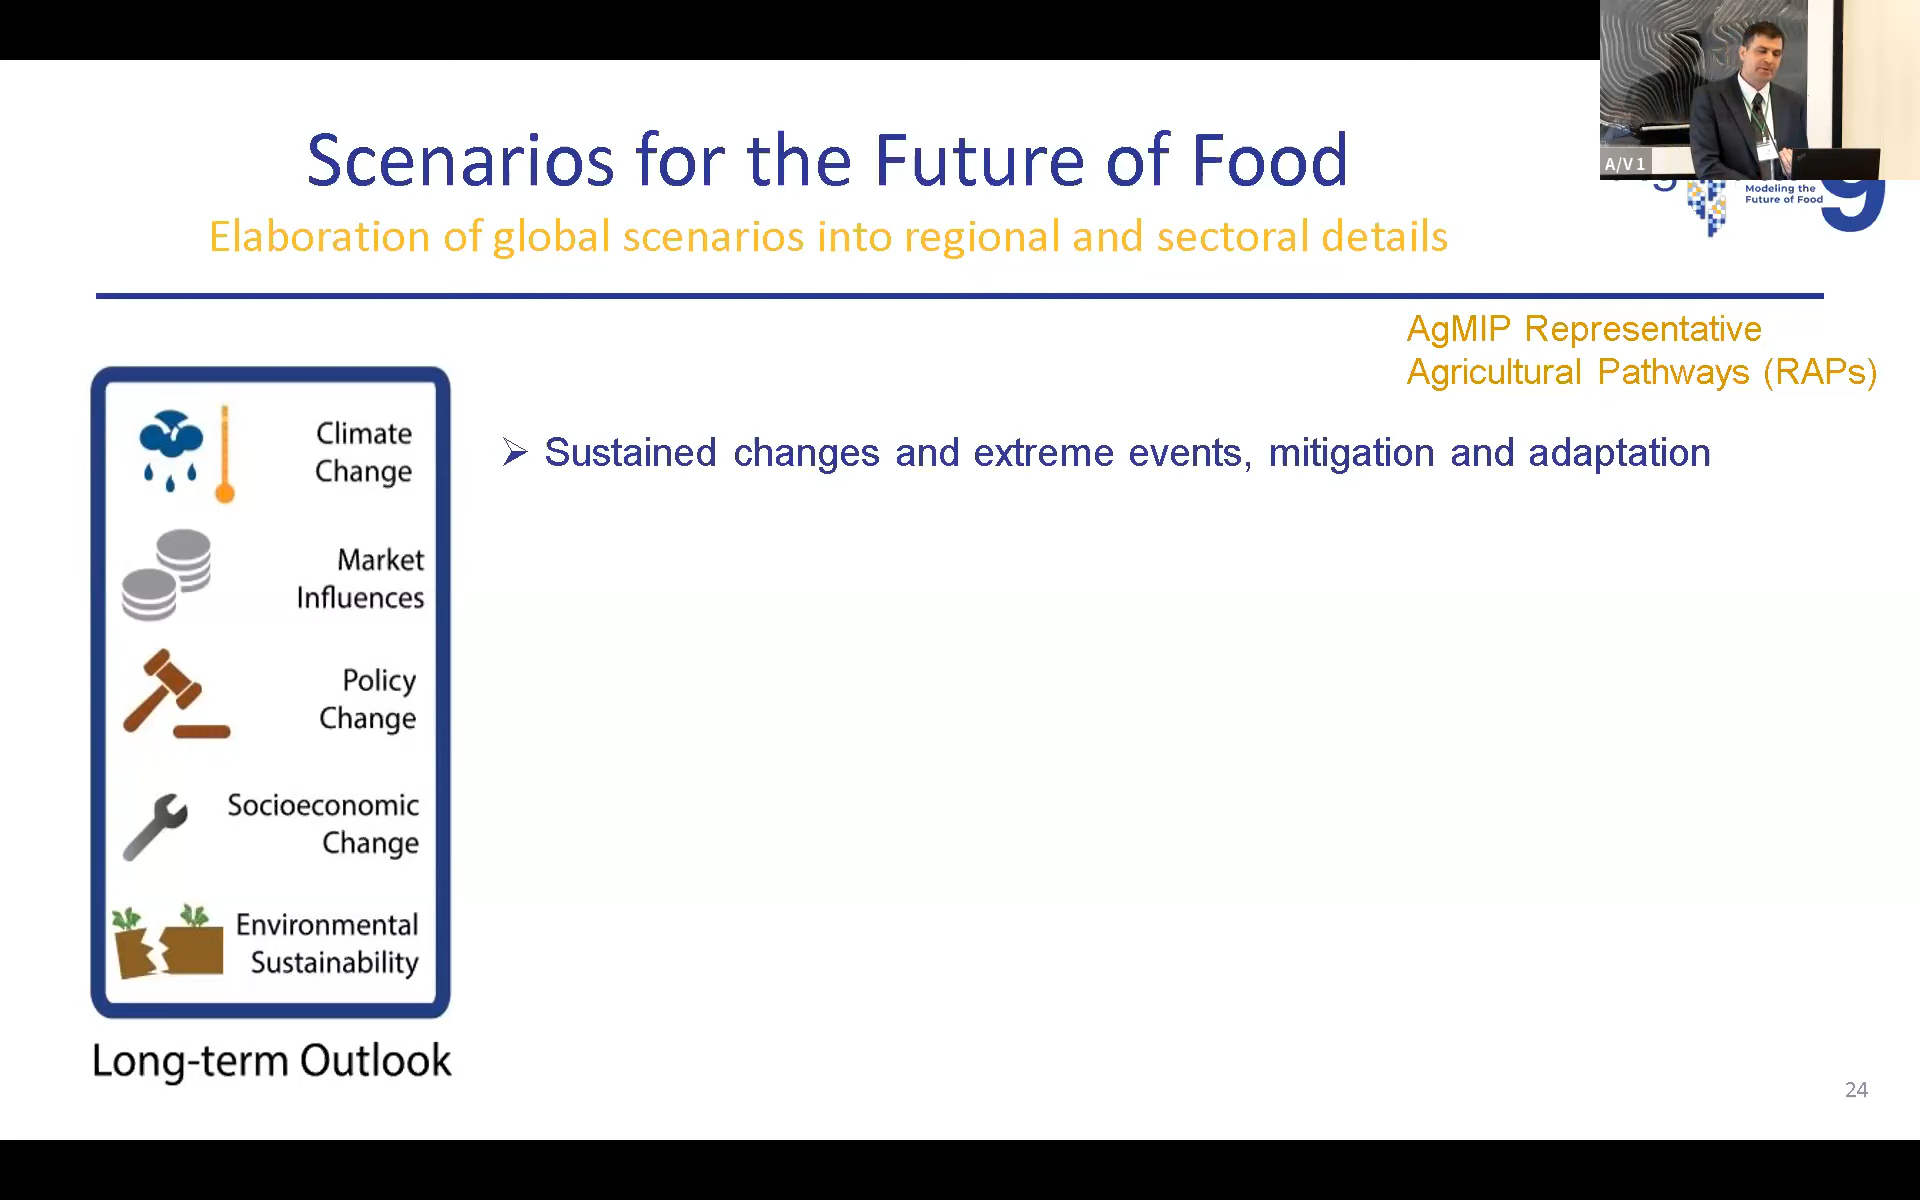 Scenarios for the Future of Food
Elaboration of global scenarios into regional and sectoral details
A/V 1
Modeling the
Future of Food
9
AgMIP Representative
Agricultural Pathways (RAPs)
➢ Sustained changes and extreme events, mitigation and adaptation
Climate
Change
Market
Influences
Policy
Change
Socioeconomic
Change
Environmental
Sustainability
Long-term Outlook
24